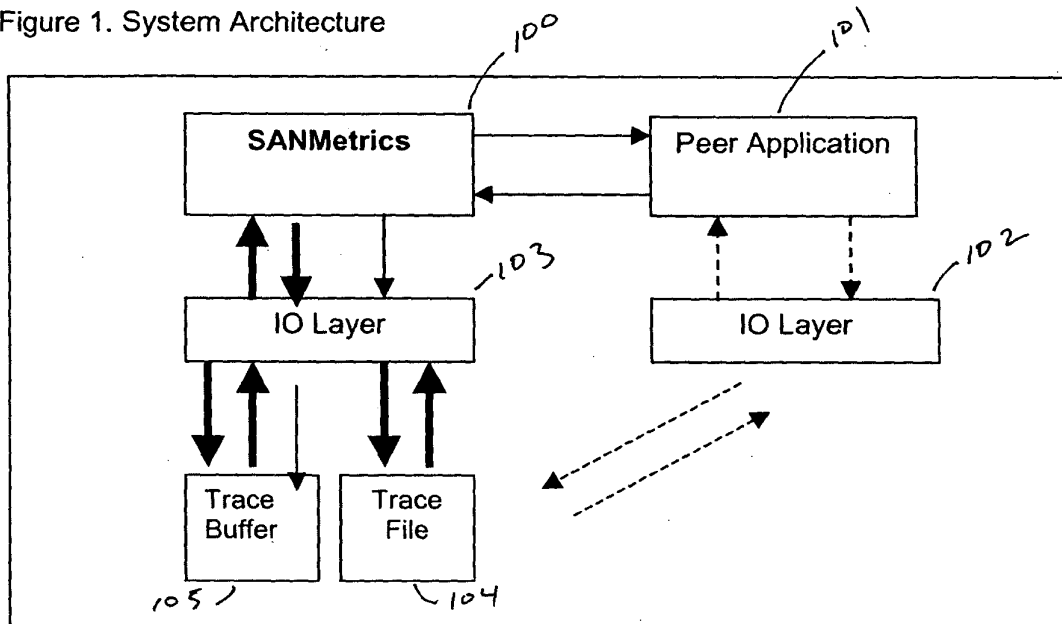 Figure 1. System Architecture
100
101
SANMetrics
Peer Application
103
102
IO Layer
IO Layer
Trace
Buffer
Trace
File
105
104